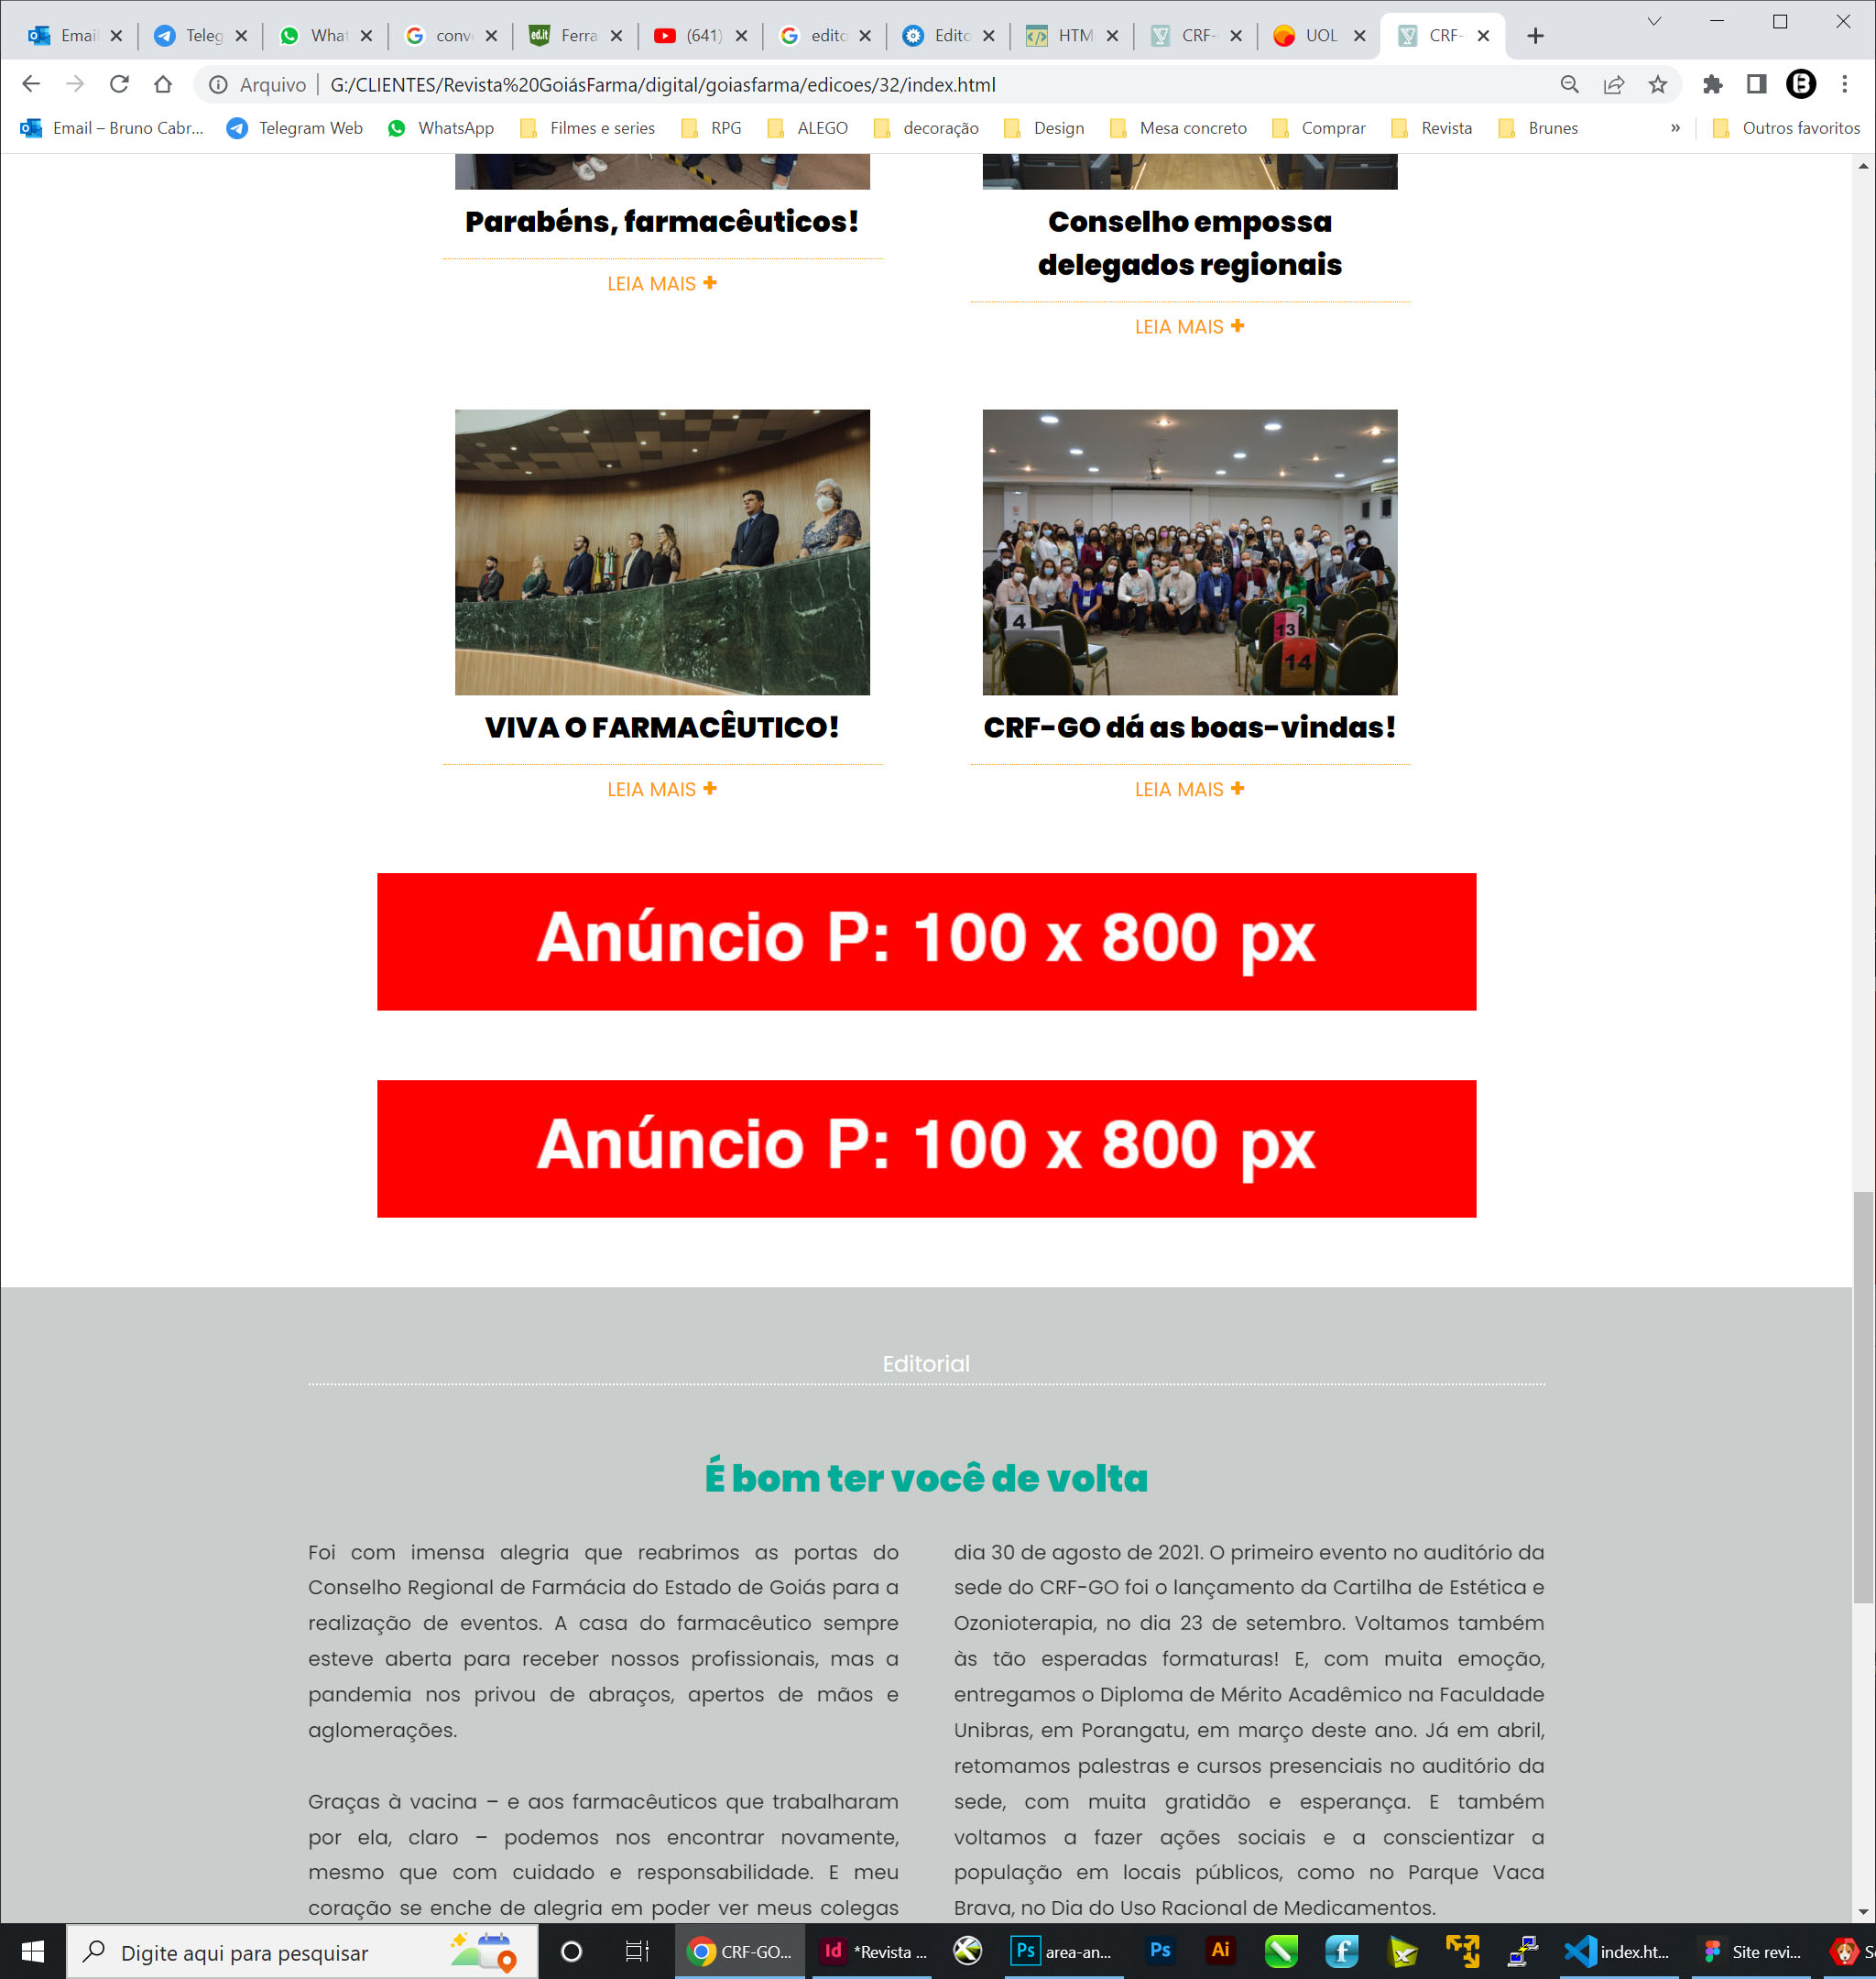 Email
Teleg
What
conv
Ferra
(641)
edito
Edito
HTM
CRF-
UOL
CRF-
Arquivo | G:/CLIENTES/Revista%20GoiásFarma/digital/goiasfarma/edicoes/32/index.html
Email – Bruno Cabr... Telegram Web WhatsApp Filmes e series RPG ALEGO decoração Design Mesa concreto Comprar Revista Brunes » Outros favoritos
Parabéns, farmacêuticos!
LEIA MAIS +
Conselho empossa
delegados regionais
LEIA MAIS +
4
2
13
14
VIVA O FARMACÊUTICO!
LEIA MAIS +
CRF-GO dá as boas-vindas!
LEIA MAIS +
Anúncio P: 100 x 800 px
Anúncio P: 100 x 800 px
Editorial
É bom ter você de volta
Foi com imensa alegria que reabrimos as portas do
Conselho Regional de Farmácia do Estado de Goiás para a
realização de eventos. A casa do farmacêutico sempre
esteve aberta para receber nossos profissionais, mas a
pandemia nos privou de abraços, apertos de mãos e
aglomerações.
Graças à vacina – e aos farmacêuticos que trabalharam
por ela, claro – podemos nos encontrar novamente,
mesmo que com cuidado e responsabilidade. E meu
coração se enche de alegria em poder ver meus colegas
dia 30 de agosto de 2021. O primeiro evento no auditório da
sede do CRF-GO foi o lançamento da Cartilha de Estética e
Ozonioterapia, no dia 23 de setembro. Voltamos também
às tão esperadas formaturas! E, com muita emoção,
entregamos o Diploma de Mérito Acadêmico na Faculdade
Unibras, em Porangatu, em março deste ano. Já em abril,
retomamos palestras e cursos presenciais no auditório da
sede, com muita gratidão e esperança. E também
voltamos a fazer ações sociais e a conscientizar a
população em locais públicos, como no Parque Vaca
Brava, no Dia do Uso Racional de Medicamentos.
Digite aqui para pesquisar
CRF-GO...
Id *Revista ...
Ps area-an...
Ps
Ai
index.ht...
Site revi...